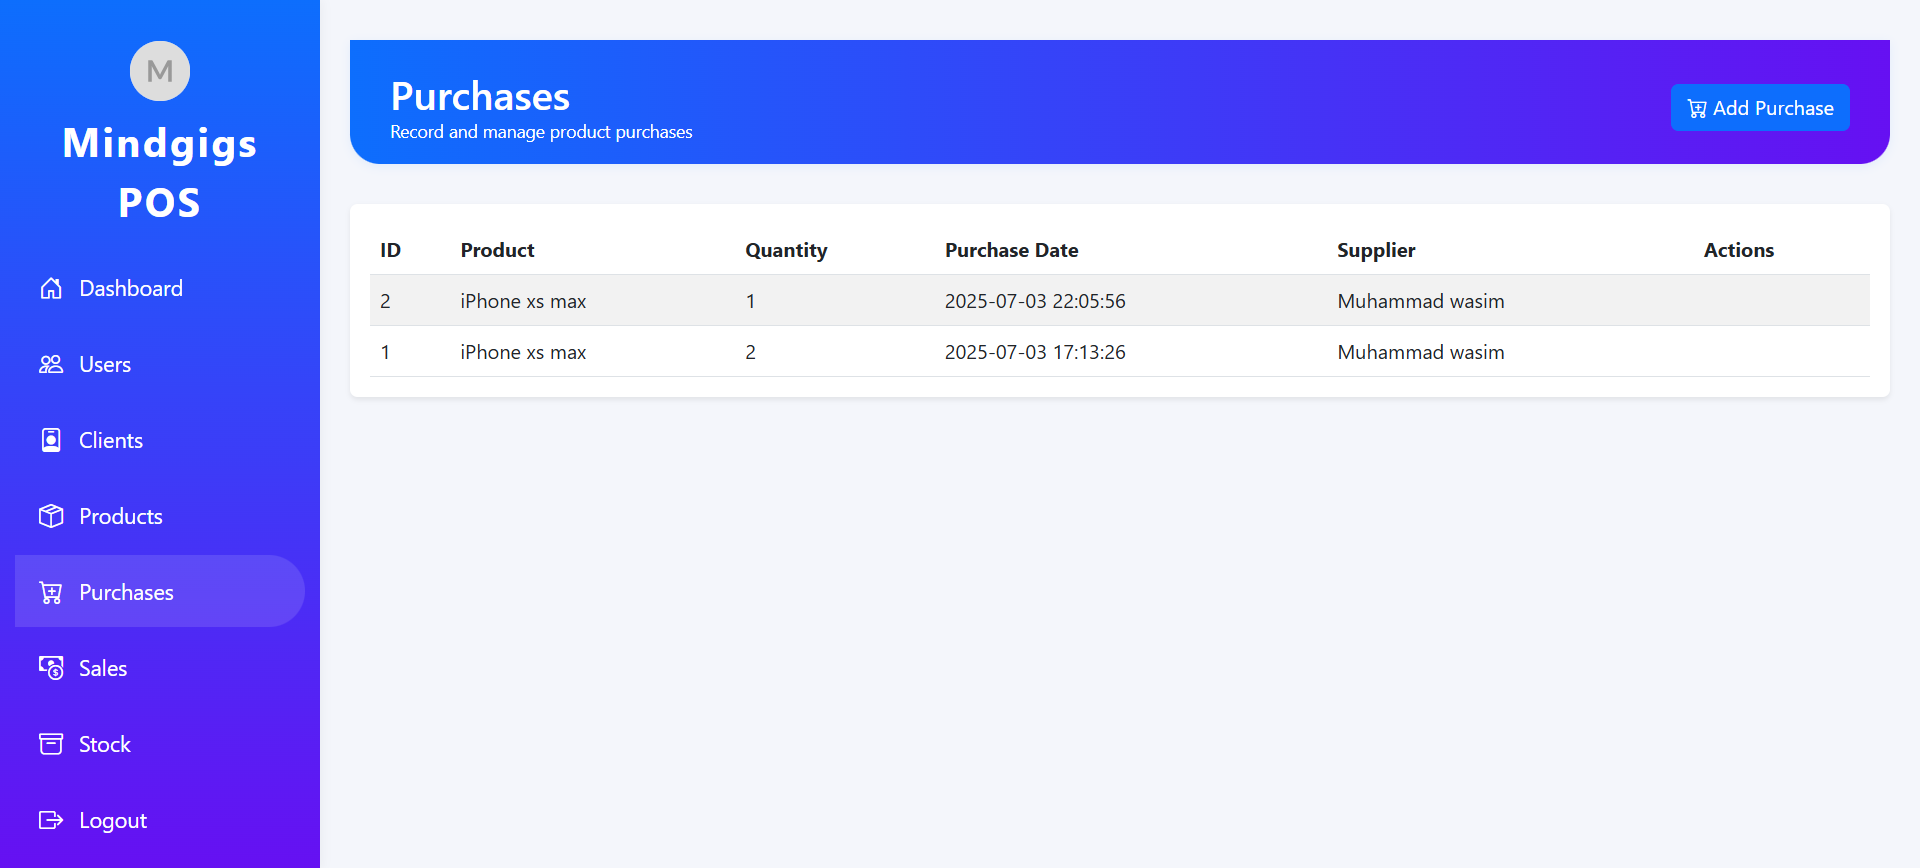 M
Mindgigs
POS
Dashboard
Users
Clients
Products
Purchases
Sales
Stock
Logout
Purchases
Record and manage product purchases
Add Purchase
ID Product Quantity Purchase Date Supplier Actions
2 iPhone xs max 1 2025-07-03 22:05:56 Muhammad wasim
1 iPhone xs max 2 2025-07-03 17:13:26 Muhammad wasim